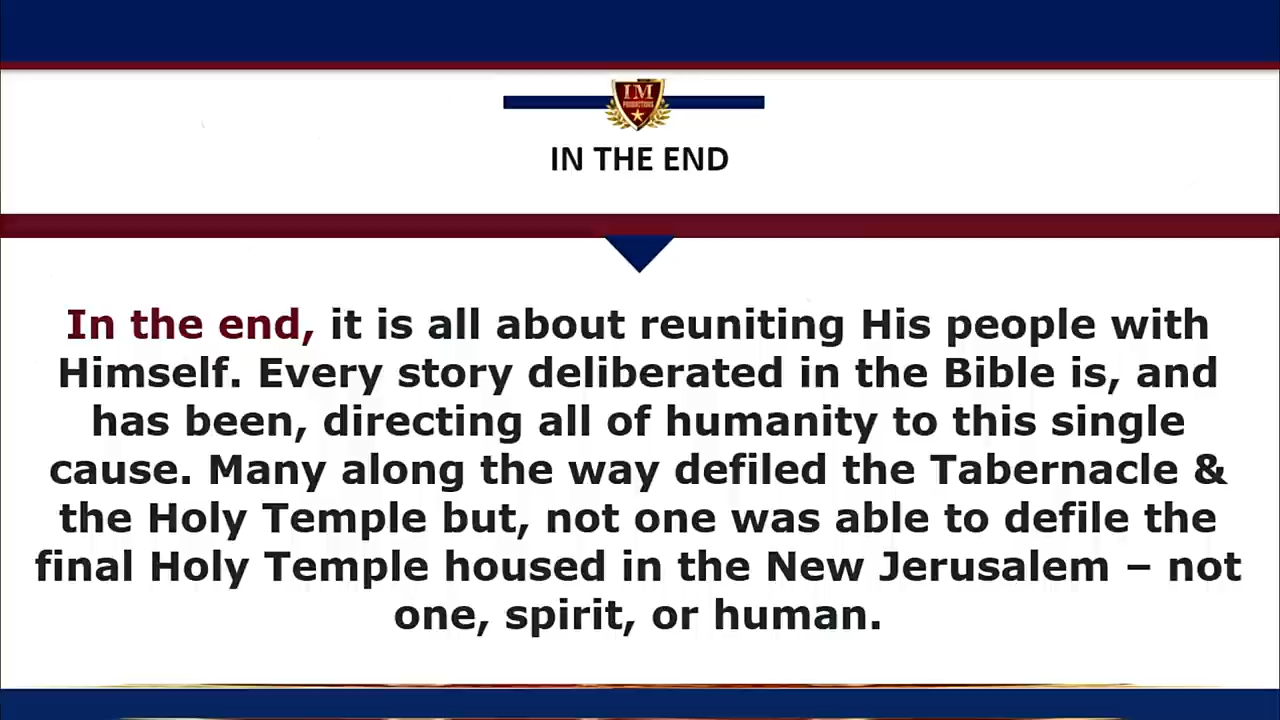 IM
PRODUCTIONS
IN THE END
In the end, it is all about reuniting His people with
Himself. Every story deliberated in the Bible is, and
has been, directing all of humanity to this single
cause. Many along the way defiled the Tabernacle &
the Holy Temple but, not one was able to defile the
final Holy Temple housed in the New Jerusalem – not
one, spirit, or human.